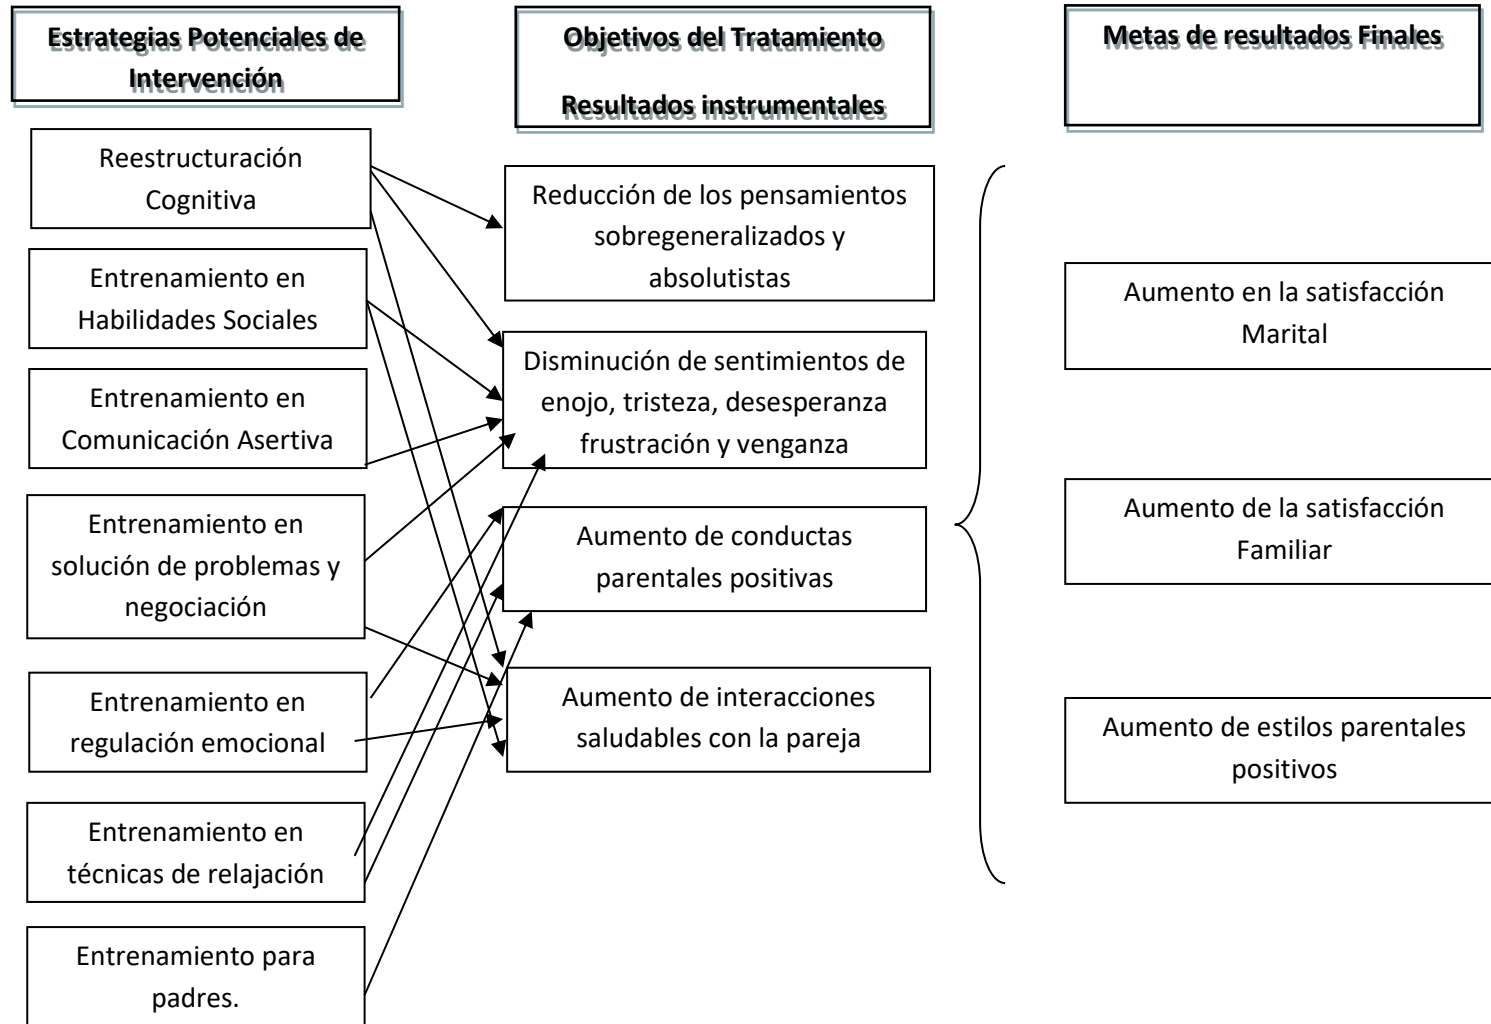 Estrategias Potenciales de
Intervención
Objetivos del Tratamiento
Resultados instrumentales
Metas de resultados Finales
Reestructuración
Cognitiva
Entrenamiento en
Habilidades Sociales
Entrenamiento en
Comunicación Asertiva
Entrenamiento en
solución de problemas y
negociación
Entrenamiento en
regulación emocional
Entrenamiento en
técnicas de relajación
Entrenamiento para
padres.
Reducción de los pensamientos
sobregeneralizados y
absolutistas
Disminución de sentimientos de
enojo, tristeza, desesperanza
frustración y venganza
Aumento de conductas
parentales positivas
Aumento de interacciones
saludables con la pareja
Aumento en la satisfacción
Marital
Aumento de la satisfacción
Familiar
Aumento de estilos parentales
positivos